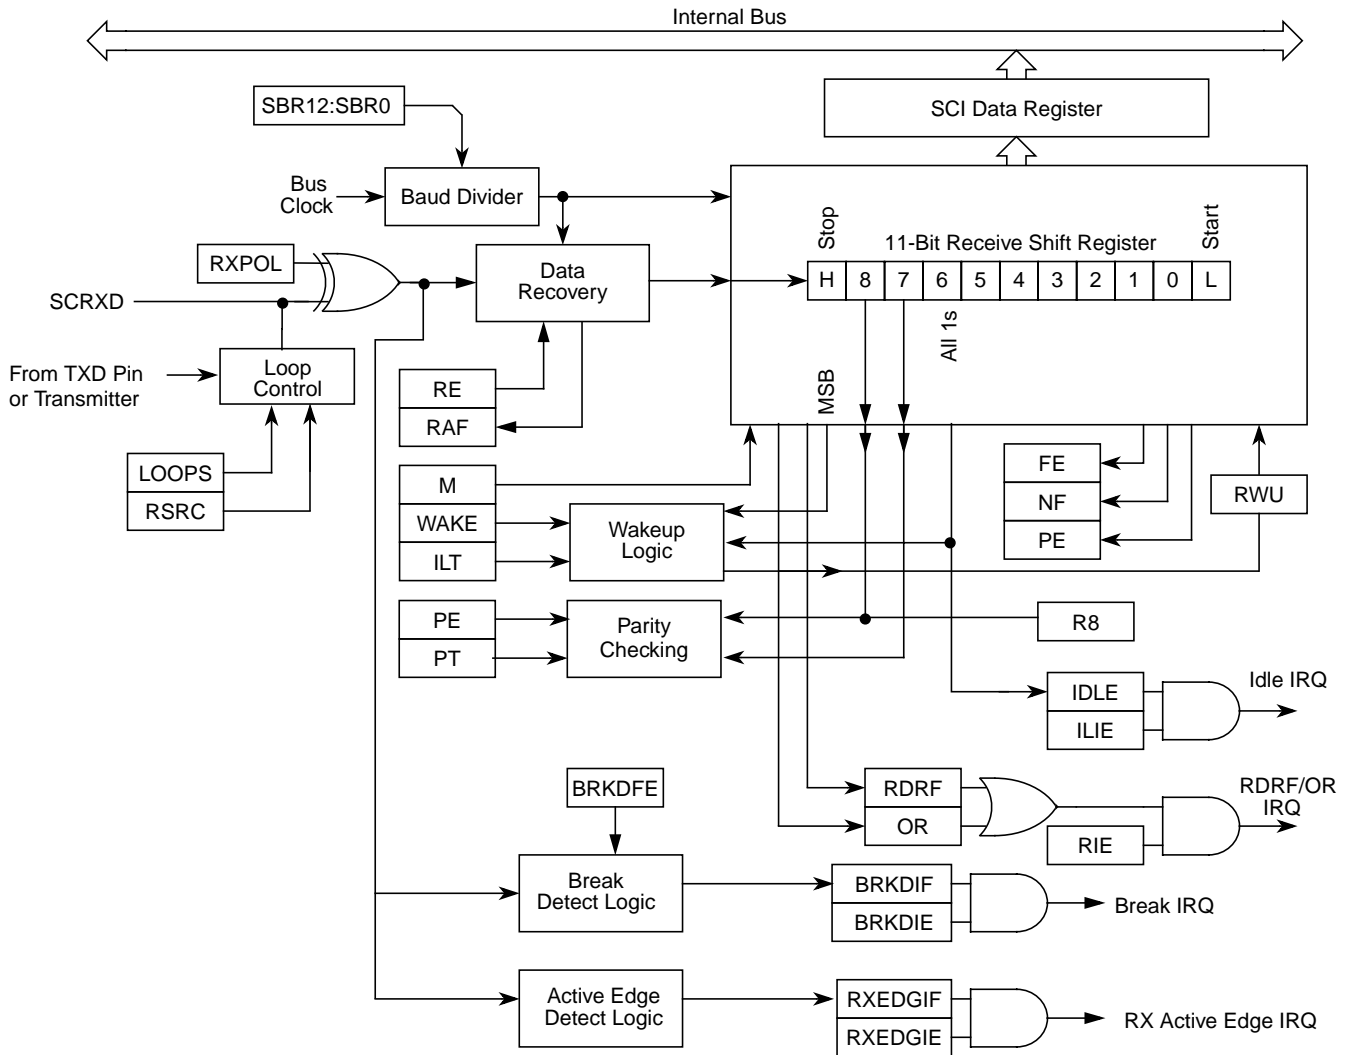 Internal Bus
SCI Data Register
SBR12:SBR0
Bus
Clock
Baud Divider
Stop
11-Bit Receive Shift Register
Start
H 8 7 6 5 4 3 2 1 0 L
All 1s
MSB
RXPOL
SCRXD
Data
Recovery
From TXD Pin
or Transmitter
Loop
Control
RE
RAF
LOOPS
RSRC
M
WAKE
ILT
Wakeup
Logic
FE
NF
PE
RWU
PE
PT
Parity
Checking
R8
IDLE
ILIE
Idle IRQ
BRKDFE
RDRF
OR
RIE
RDRF/OR
IRQ
Break
Detect Logic
BRKDIF
BRKDIE
Break IRQ
Active Edge
Detect Logic
RXEDGIF
RXEDGIE
RX Active Edge IRQ